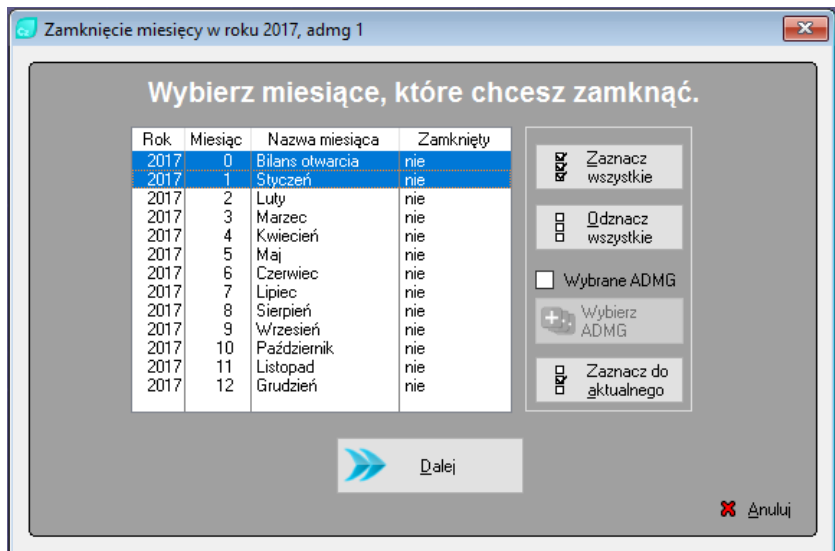 Zamknięcie miesięcy w roku 2017, admg 1
Wybierz miesiące, które chcesz zamknąć.
Rok Miesiąc Nazwa miesiąca Zamknięty
2017 0 Bilans otwarcia nie
2017 1 Styczeń nie
2017 2 Luty nie
2017 3 Marzec nie
2017 4 Kwiecień nie
2017 5 Maj nie
2017 6 Czerwiec nie
2017 7 Lipiec nie
2017 8 Sierpień nie
2017 9 Wrzesień nie
2017 10 Październik nie
2017 11 Listopad nie
2017 12 Grudzień nie
Zaznacz
wszystkie
Odznacz
wszystkie
Wybrane ADMG
Wybierz
ADMG
Zaznacz do
aktualnego
Dalej
Anuluj